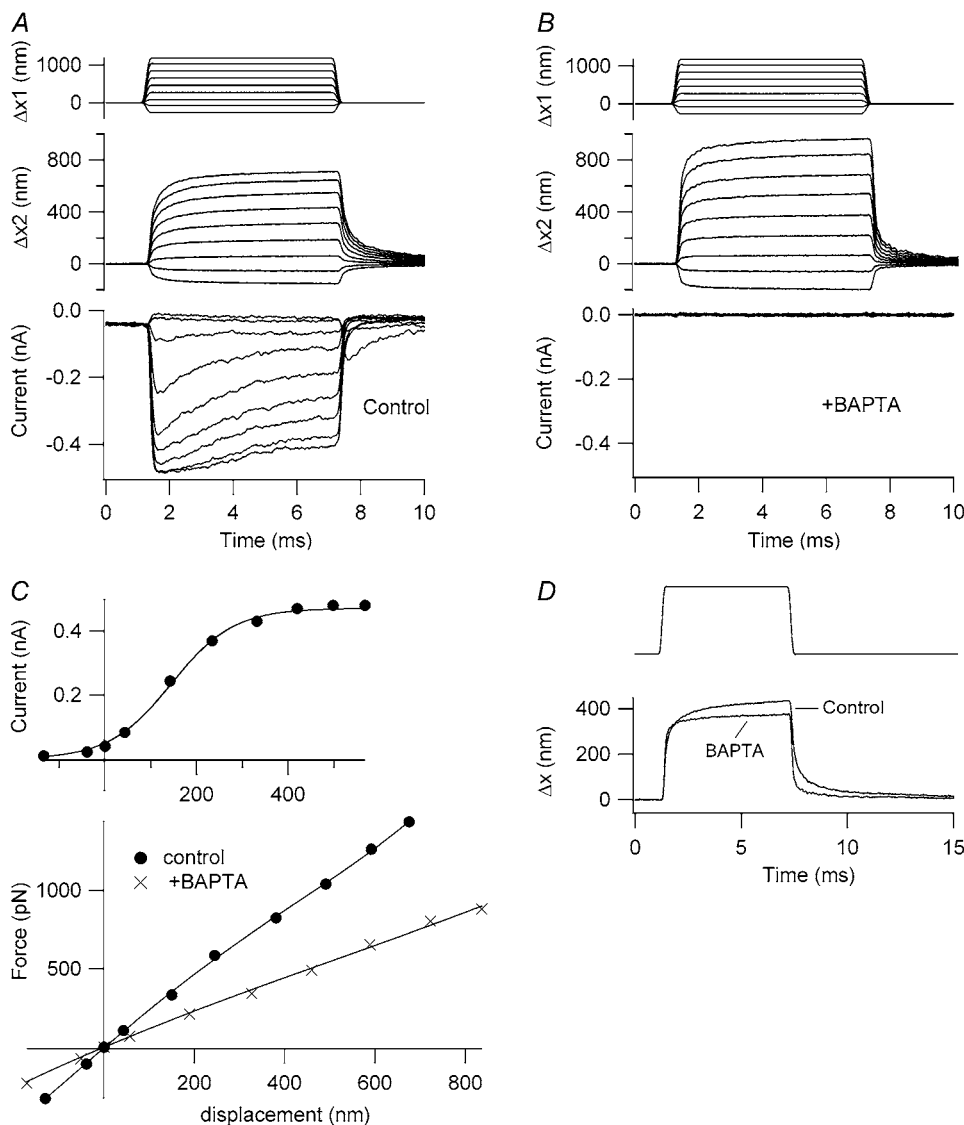 A
Δx1 (nm)
1000
0
Δx2 (nm)
800
400
0
Current (nA)
0.0
-0.2
-0.4
Control
0 2 4 6 8 10
Time (ms)
B
Δx1 (nm)
1000
0
Δx2 (nm)
800
400
0
Current (nA)
0.0
-0.2
-0.4
+BAPTA
0 2 4 6 8 10
Time (ms)
C
Current (nA)
0.4
0.2
200 400
control
+BAPTA
Force (pN)
1000
500
200 400 600 800
displacement (nm)
D
Δx (nm)
400
200
0
Control
BAPTA
0 5 10 15
Time (ms)